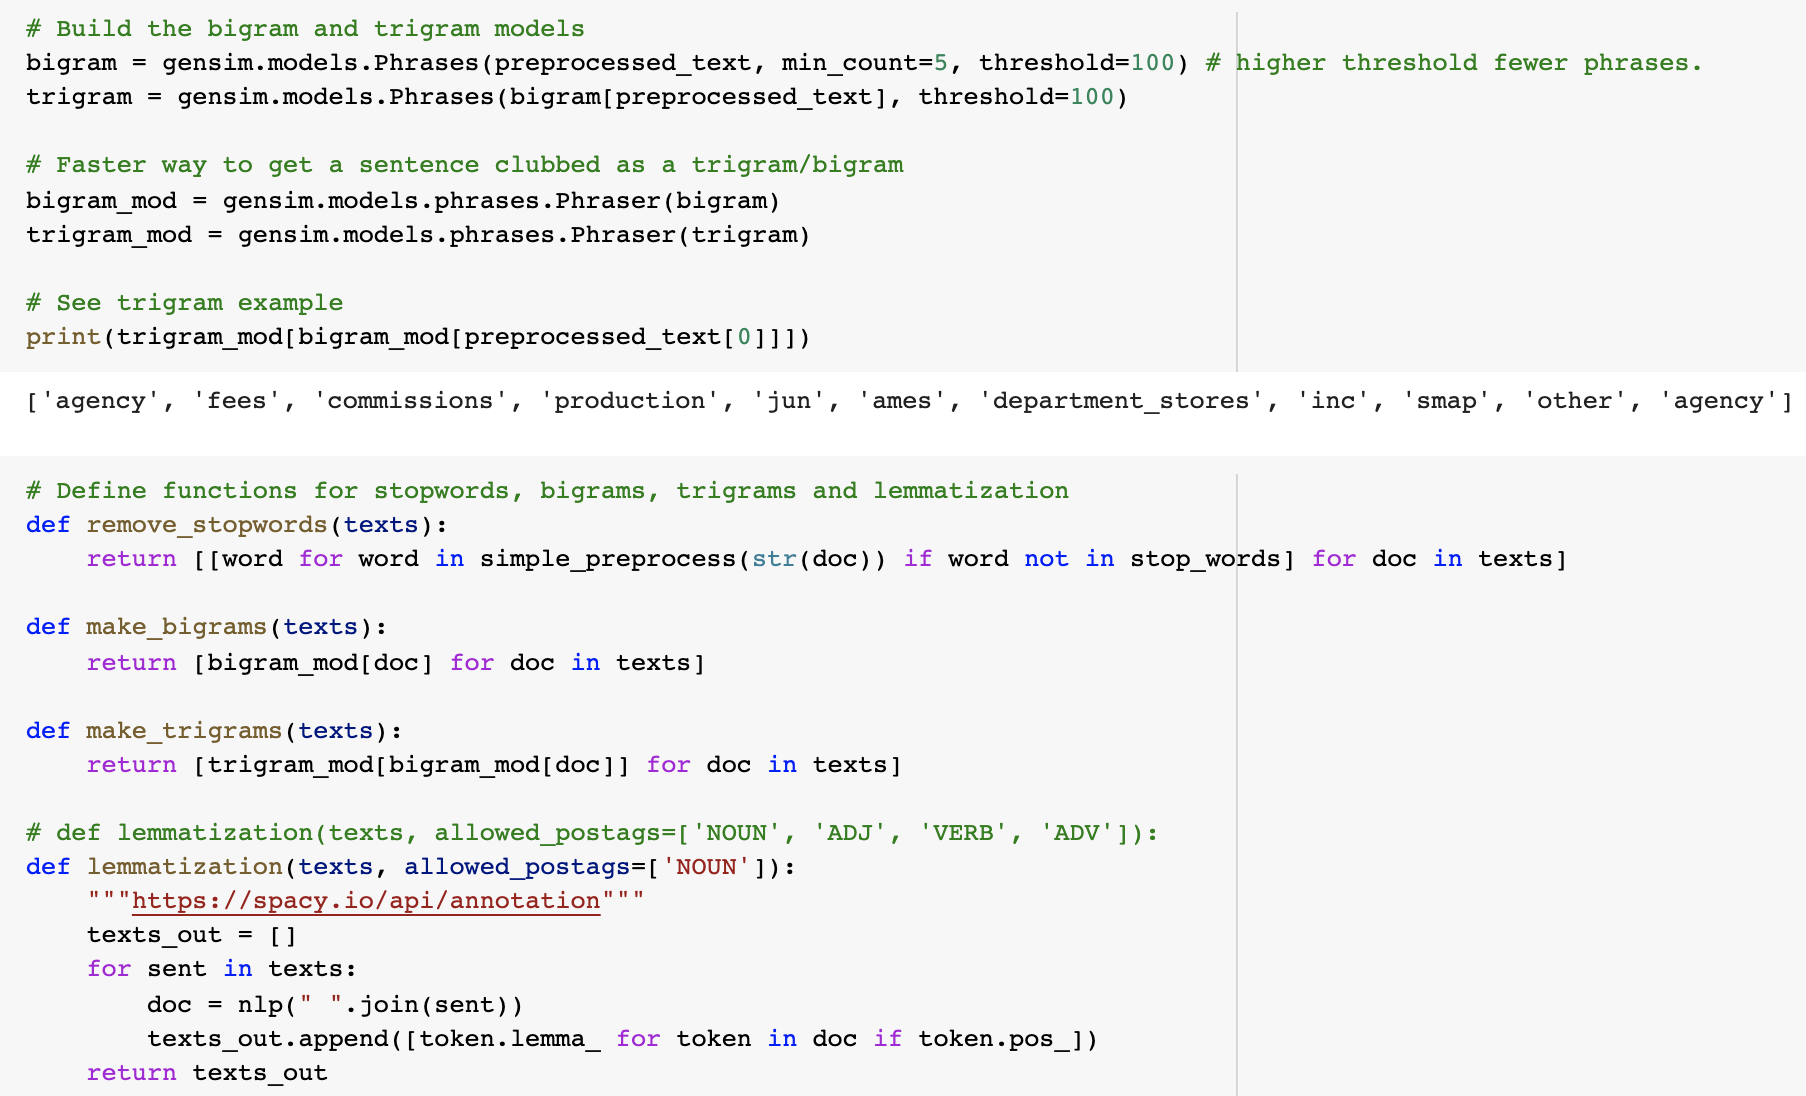 # Build the bigram and trigram models
bigram = gensim.models.Phrases(preprocessed_text, min_count=5, threshold=100) # higher threshold fewer phrases.
trigram = gensim.models.Phrases(bigram[preprocessed_text], threshold=100)
# Faster way to get a sentence clubbed as a trigram/bigram
bigram_mod = gensim.models.phrases.Phraser(bigram)
trigram_mod = gensim.models.phrases.Phraser(trigram)
# See trigram example
print(trigram_mod[bigram_mod[preprocessed_text[0]]])
['agency', 'fees', 'commissions', 'production', 'jun', 'ames', 'department_stores', 'inc', 'smap', 'other', 'agency']
# Define functions for stopwords, bigrams, trigrams and lemmatization
def remove_stopwords(texts):
    return [[word for word in simple_preprocess(str(doc)) if word not in stop_words] for doc in texts]
def make_bigrams(texts):
    return [bigram_mod[doc] for doc in texts]
def make_trigrams(texts):
    return [trigram_mod[bigram_mod[doc]] for doc in texts]
# def lemmatization(texts, allowed_postags=['NOUN', 'ADJ', 'VERB', 'ADV']):
def lemmatization(texts, allowed_postags=['NOUN']):
    """https://spacy.io/api/annotation"""
    texts_out = []
    for sent in texts:
        doc = nlp(" ".join(sent))
        texts_out.append([token.lemma_ for token in doc if token.pos_])
    return texts_out